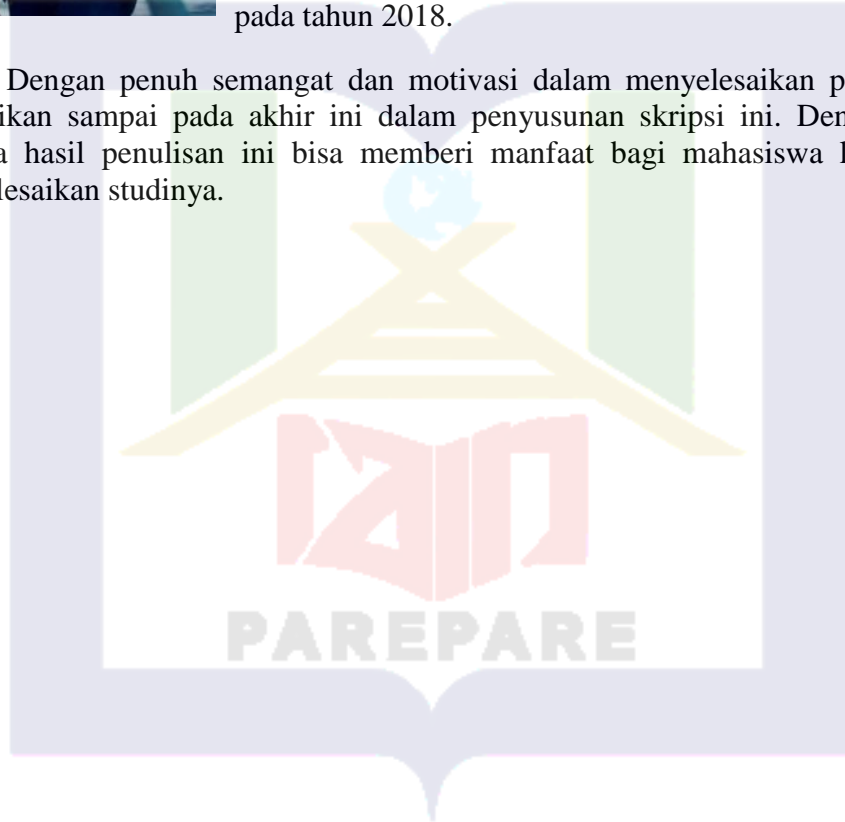 pada tahun 2018.
Dengan penuh semangat dan motivasi dalam menyelesaikan p
ikan sampai pada akhir ini dalam penyusunan skripsi ini. Den
a hasil penulisan ini bisa memberi manfaat bagi mahasiswa
lesaikan studinya.
IAIN
PAREPARE